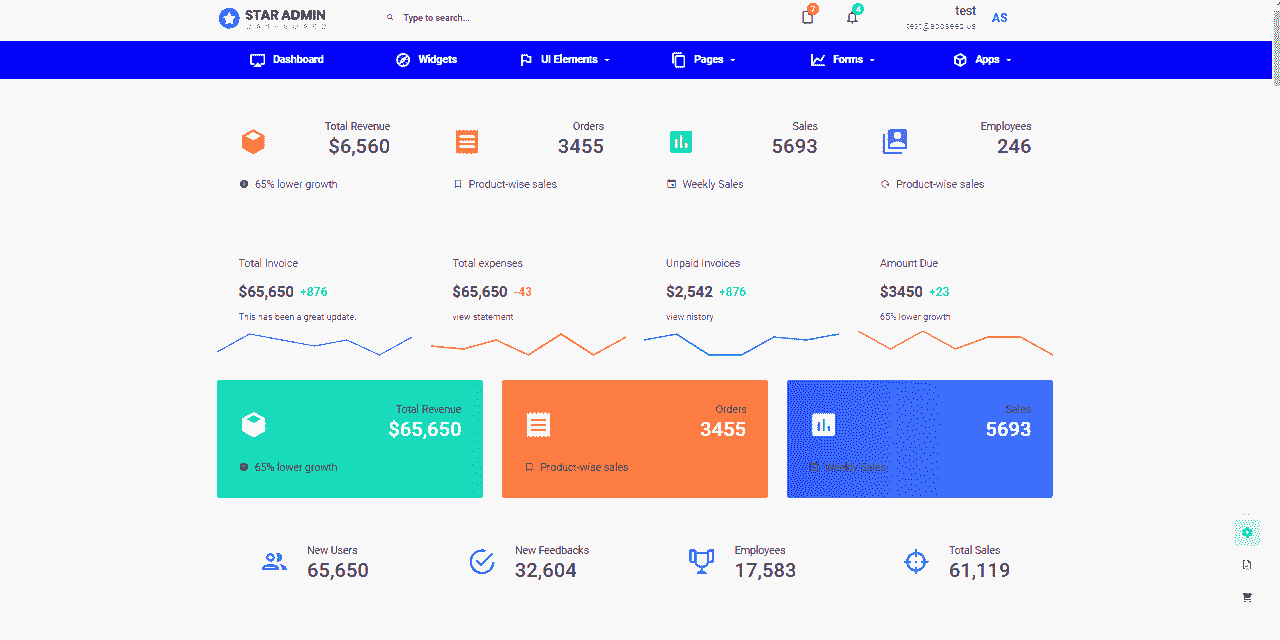 STAR ADMIN
DASHBOARD
Type to search...
7
4
test
AS
Dashboard
Widgets
UI Elements
Pages
Forms
Apps
Total Revenue
$6,560
65% lower growth
Orders
3455
Product-wise sales
Sales
5693
Weekly Sales
Employees
246
Product-wise sales
Total Invoice
$65,650 +876
This has been a great update.
Total expenses
$65,650 -43
view statement
Unpaid Invoices
$2,542 +876
view history
Amount Due
$3450 +23
65% lower growth
Total Revenue
$65,650
65% lower growth
Orders
3455
Product-wise sales
Sales
5693
Weekly Sales
New Users
65,650
New Feedbacks
32,604
Employees
17,583
Total Sales
61,119